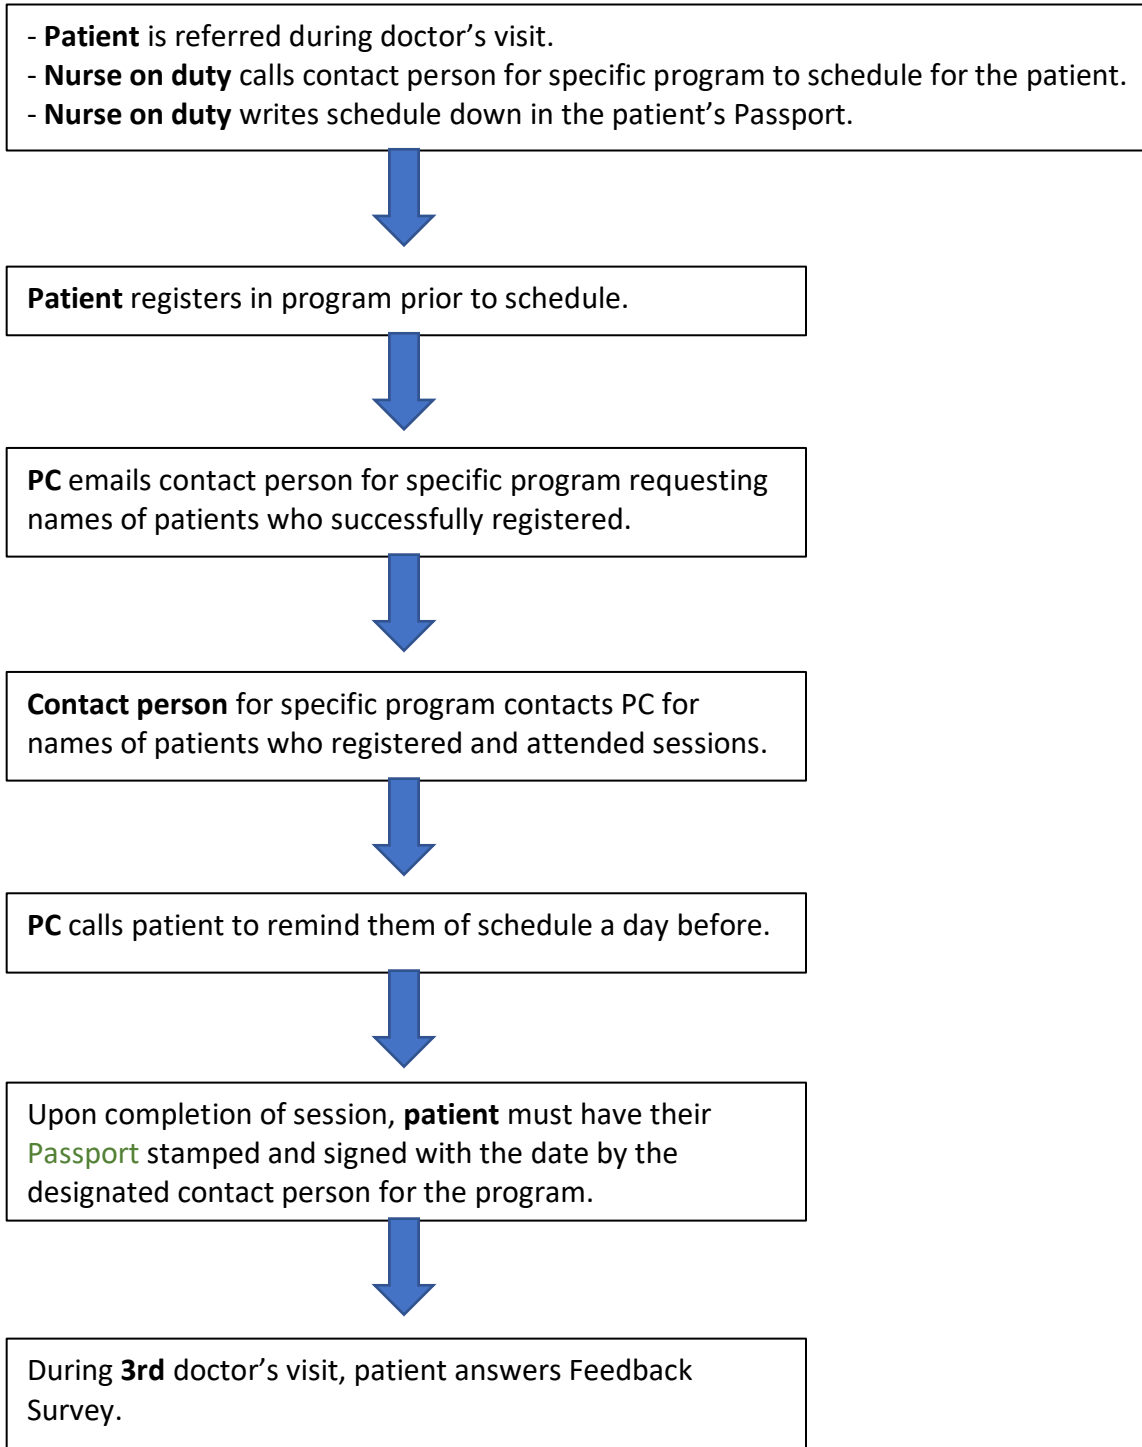 - Patient is referred during doctor’s visit.
- Nurse on duty calls contact person for specific program to schedule for the patient.
- Nurse on duty writes schedule down in the patient’s Passport.
Patient registers in program prior to schedule.
PC emails contact person for specific program requesting
names of patients who successfully registered.
Contact person for specific program contacts PC for
names of patients who registered and attended sessions.
PC calls patient to remind them of schedule a day before.
Upon completion of session, patient must have their
Passport stamped and signed with the date by the
designated contact person for the program.
During 3rd doctor’s visit, patient answers Feedback
Survey.